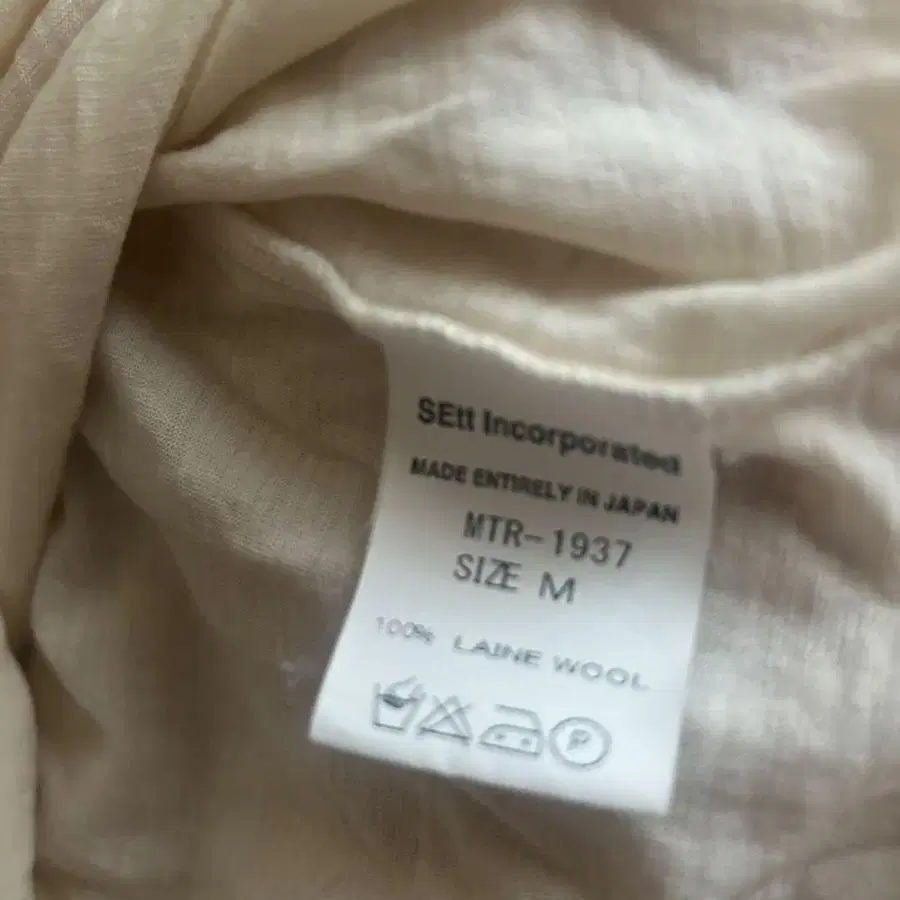 SEtt Incorporated
MADE ENTIRELY IN JAPAN
MTR-1937
SIZE M
100% LAINE WOOL
P